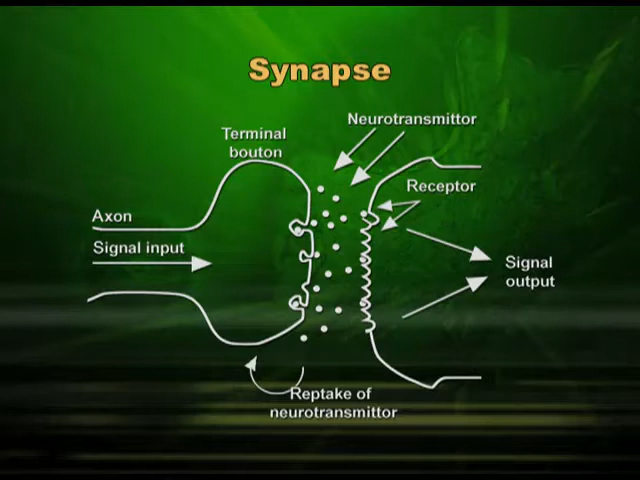 Synapse
Neurotransmittor
Terminal
bouton
Receptor
Axon
Signal input
Signal
output
Reptake of
neurotransmittor